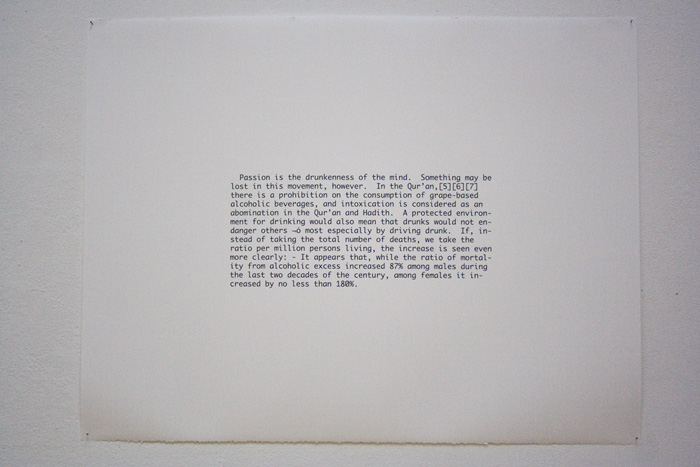 Passion is the drunkenness of the mind.  Something may be
lost in this movement, however.  In the Qur'an,[5][6][7]
there is a prohibition on the consumption of grape-based
alcoholic beverages, and intoxication is considered as an
abomination in the Qur'an and Hadith.  A protected environ-
ment for drinking would also mean that drunks would not en-
danger others ¬ó most especially by driving drunk.  If, in-
stead of taking the total number of deaths, we take the
ratio per million persons living, the increase is seen even
more clearly: - It appears that, while the ratio of mortal-
ity from alcoholic excess increased 87% among males during
the last two decades of the century, among females it in-
creased by no less than 180%.